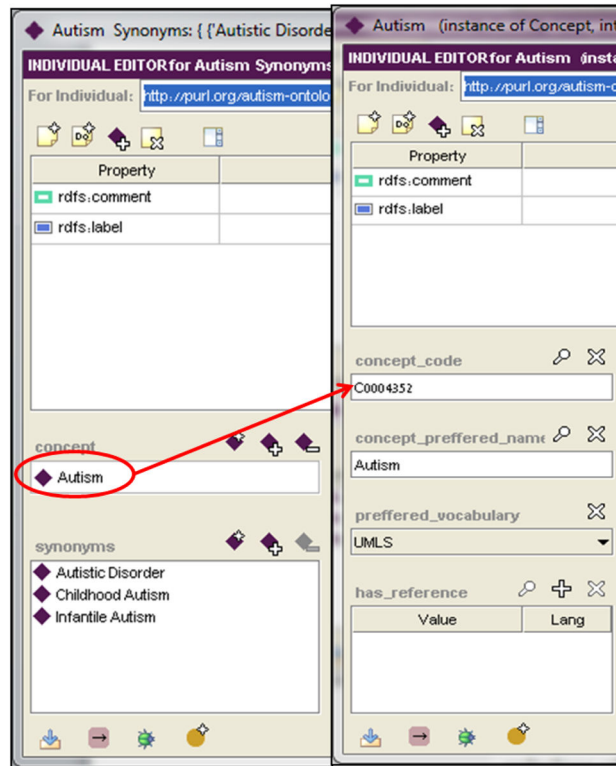 Autism Synonyms: { {'Autistic Disorde
INDIVIDUAL EDITOR for Autism Synonyms
For Individual: http://purl.org/autism-ontolo
Property
rdfs:comment
rdfs:label
concept
Autism
synonyms
Autistic Disorder
Childhood Autism
Infantile Autism
Autism (instance of Concept, int
INDIVIDUAL EDITOR for Autism (insta
For Individual: http://purl.org/autism-o
Property
rdfs:comment
rdfs:label
concept_code
C0004352
concept_preffered_name
Autism
preffered_vocabulary
UMLS
has_reference
Value Lang